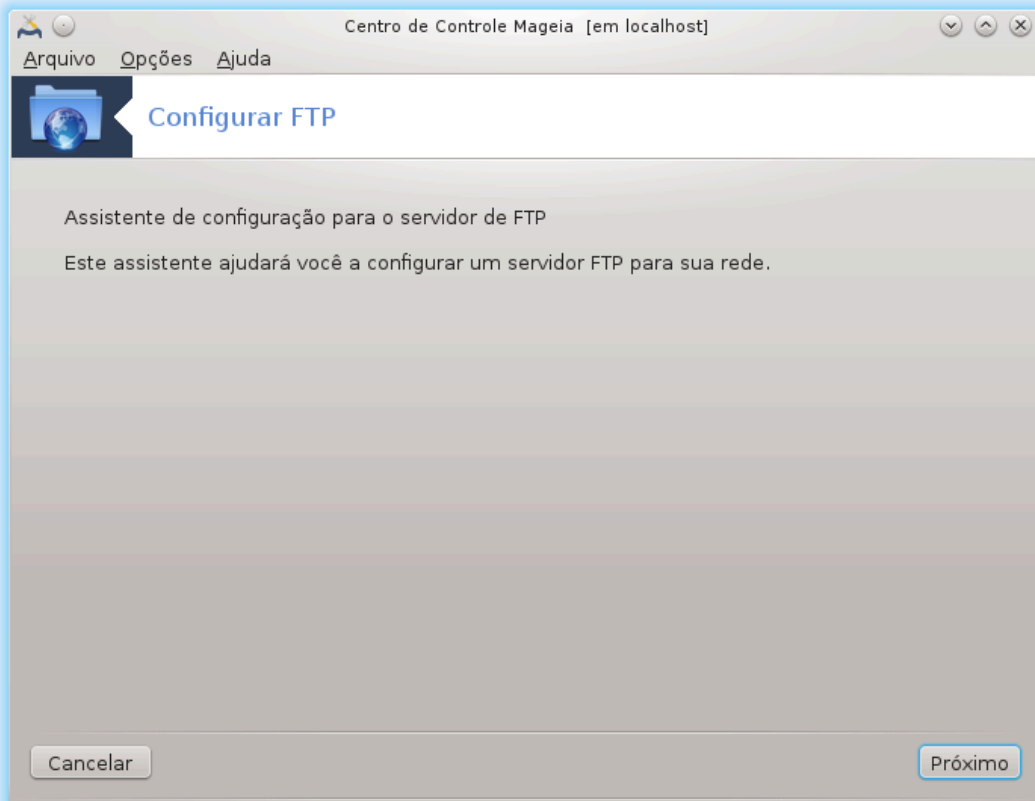 Centro de Controle Mageia [em localhost]
Arquivo Opções Ajuda
Configurar FTP
Assistente de configuração para o servidor de FTP
Este assistente ajudará você a configurar um servidor FTP para sua rede.
Cancelar Próximo